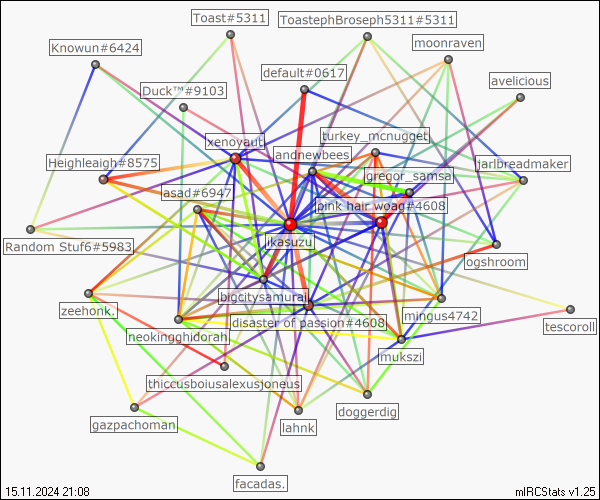 Toast#5311
ToastephBroseph5311#5311
Knowun#6424
moonraven
default#0617
avelicious
Duck™#9103
turkey_mcnugget
xenoyaut
andnewbees
Heighleigh#8575
jarlbreadmaker
gregor_samsa
asad#6947
pink hair woag#4608
ikasuzu
Random Stuf6#5983
ogshroom
bigcitysamurai
zeehonk.
disaster of passion#4608
mingus4742
tescoroll
neokingghidorah
mukszi
thiccusboiusalexusjoneus
doggerdig
gazpachoman
lahnk
facadas.
15.11.2024 21:08
mIRCStats v1.25